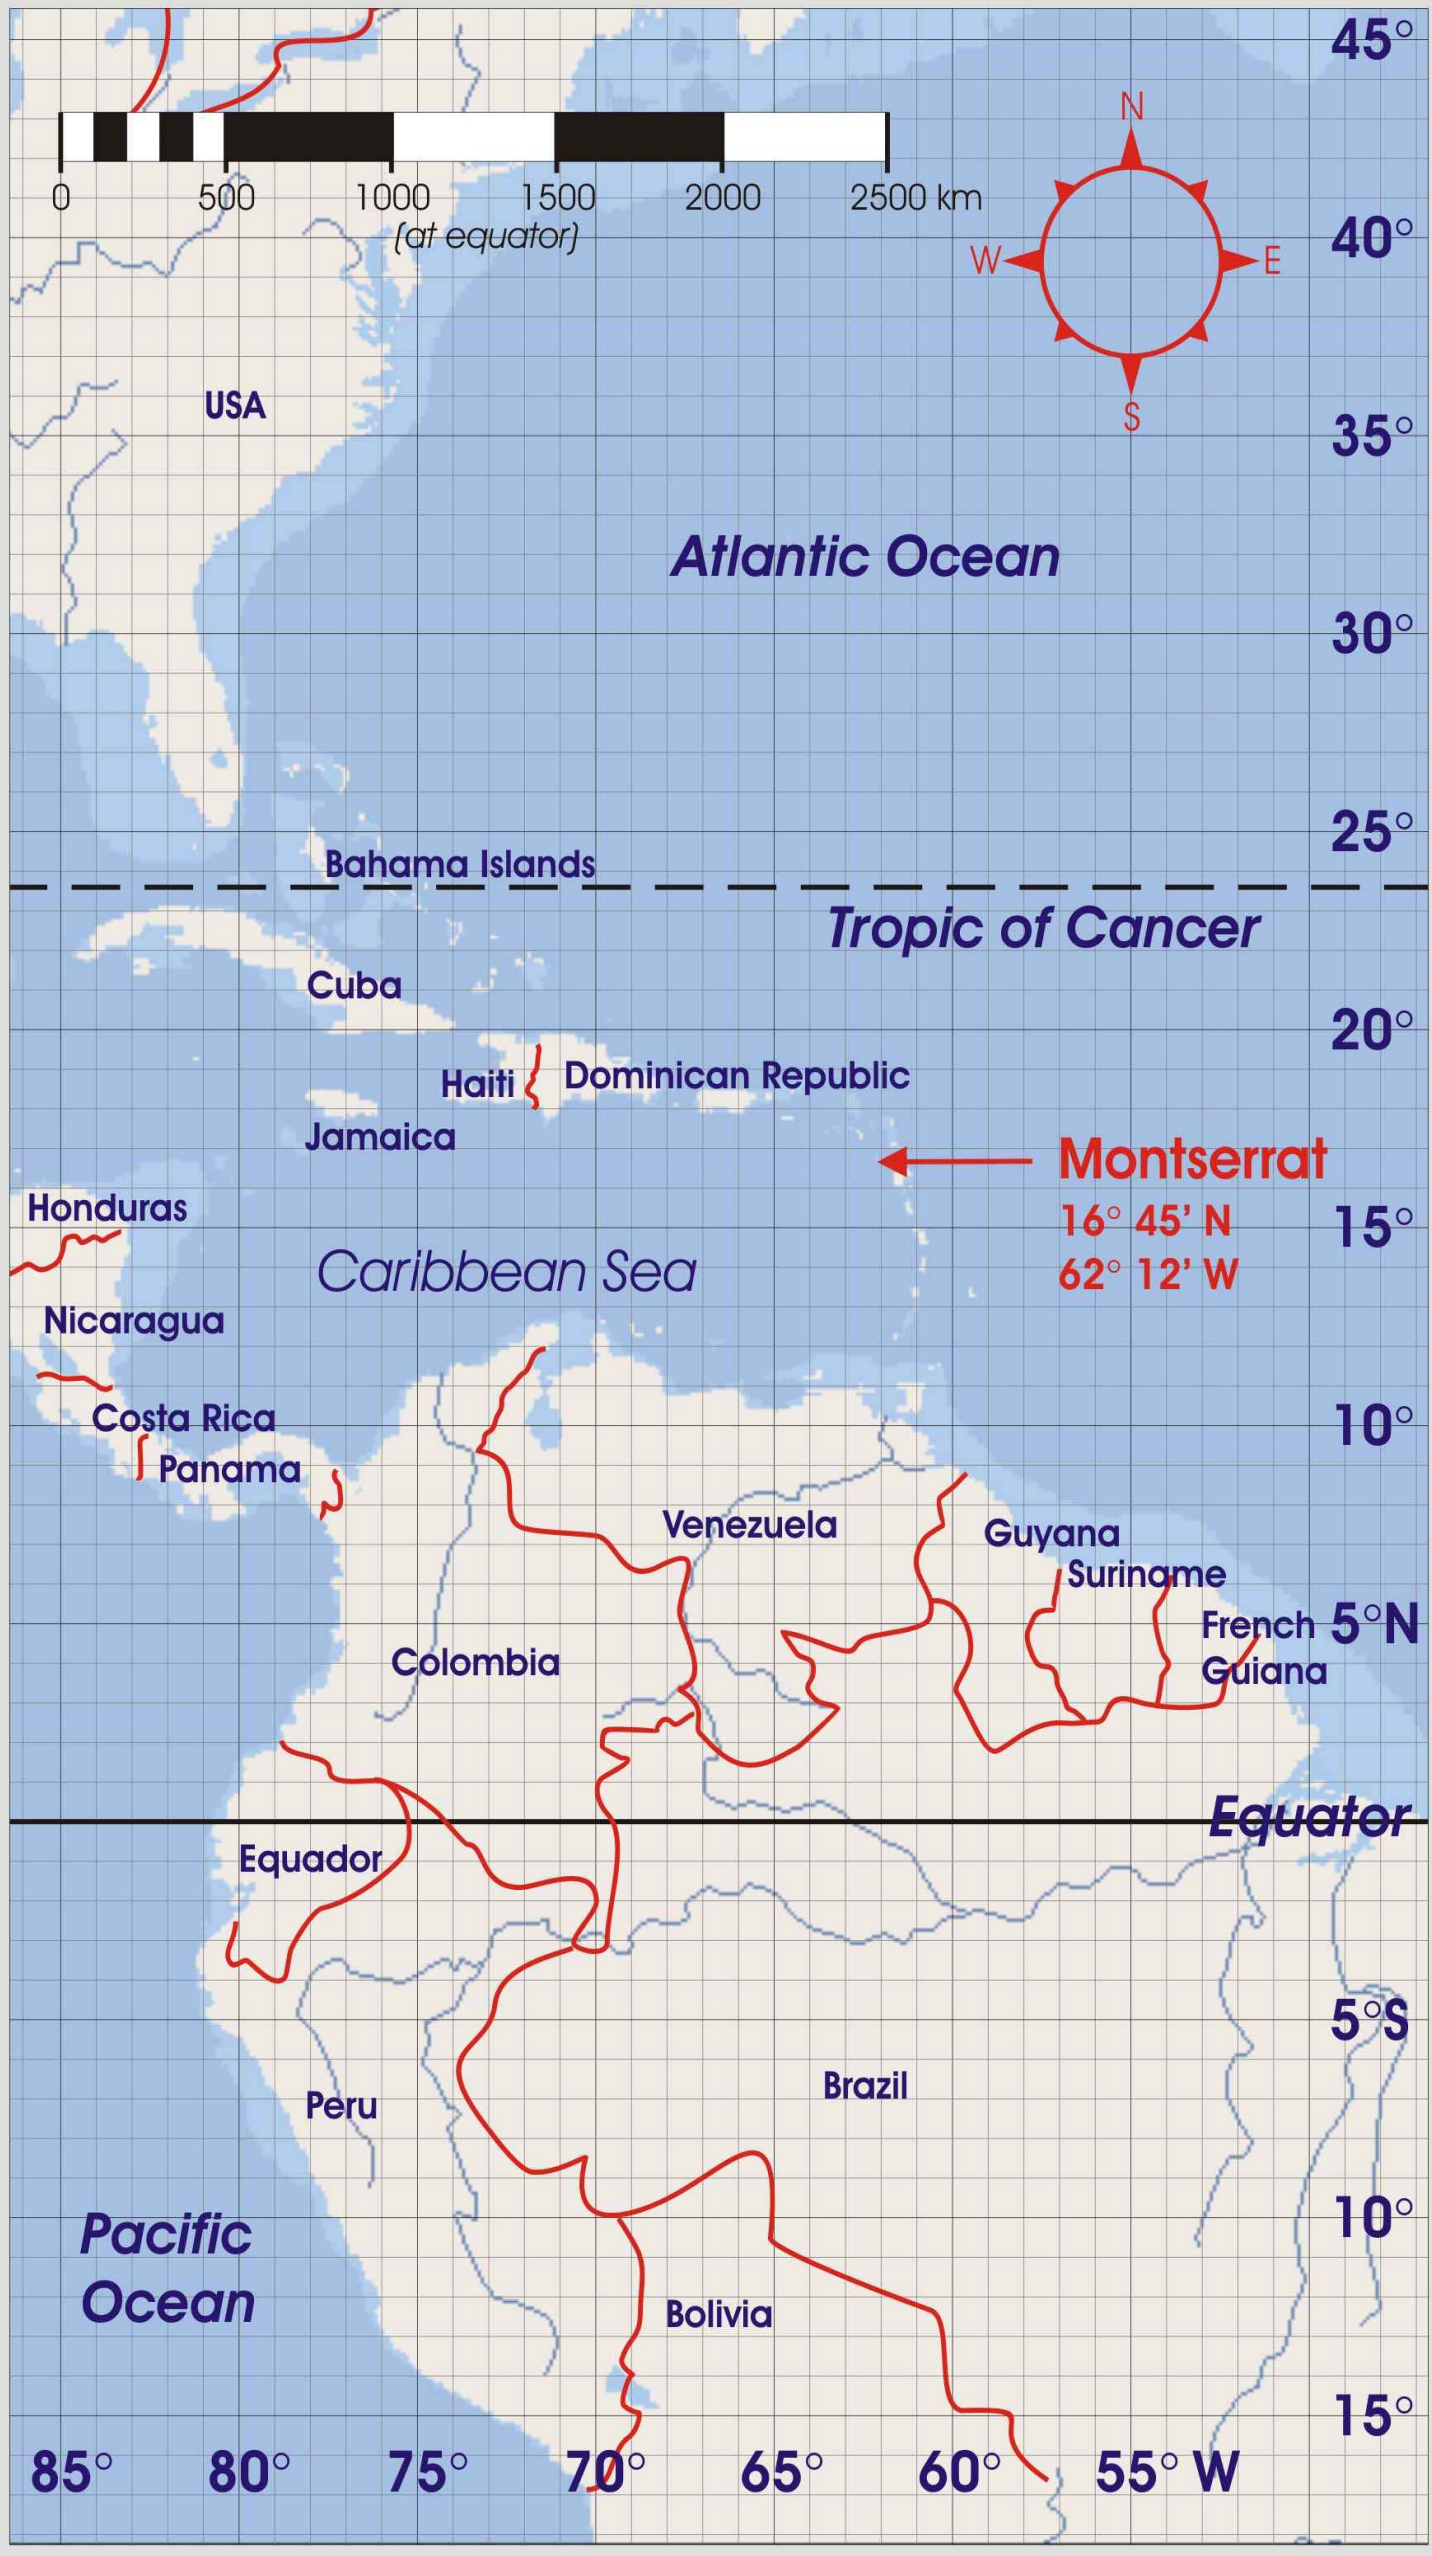 45°
N
0 500 1000 1500 2000 2500 km
(at equator)
40°
W E
S
USA
35°
Atlantic Ocean
30°
25°
Bahama Islands
Tropic of Cancer
Cuba
20°
Haiti
Dominican Republic
Jamaica
Montserrat
16° 45’ N
62° 12’ W
Honduras
15°
Caribbean Sea
Nicaragua
Costa Rica
10°
Panama
Venezuela
Guyana
Suriname
French
Guiana
5°N
Colombia
Equator
Equador
5°S
Brazil
Peru
Pacific
Ocean
10°
Bolivia
15°
85° 80° 75° 70° 65° 60° 55° W